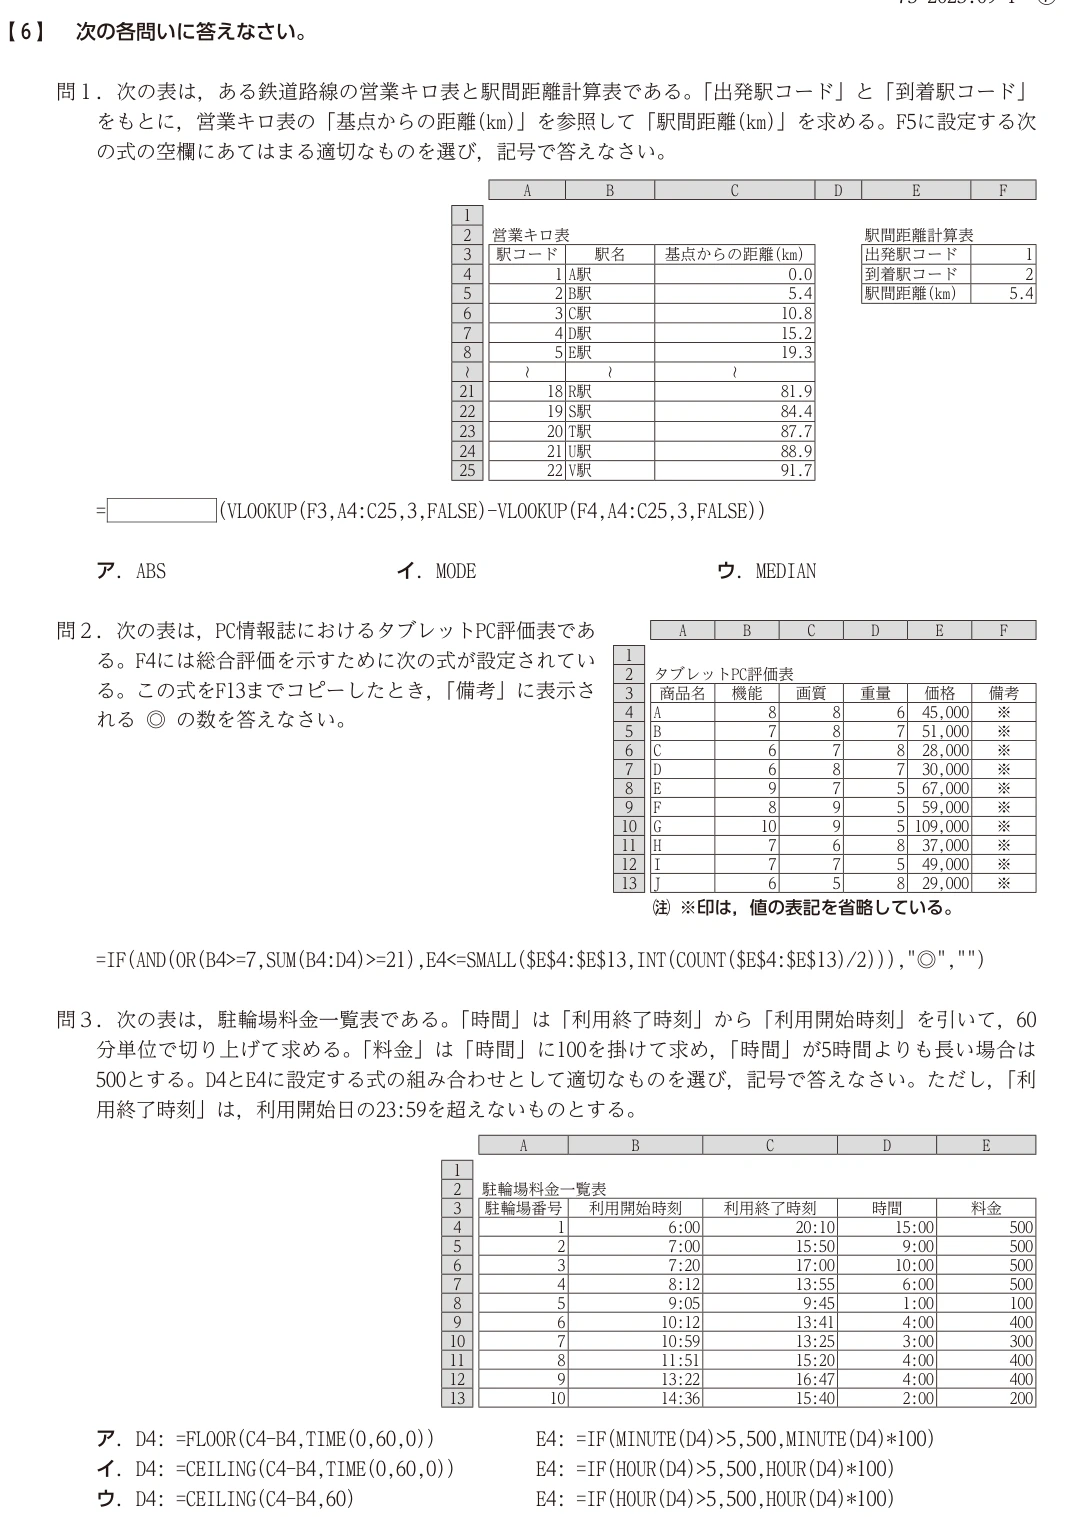 【6】　次の各問いに答えなさい。
問１．次の表は，ある鉄道路線の営業キロ表と駅間距離計算表である。「出発駅コード」と「到着駅コード」
をもとに，営業キロ表の「基点からの距離(km)」を参照して「駅間距離(km)」を求める。F5に設定する次
の式の空欄にあてはまる適切なものを選び，記号で答えなさい。
A B C D E F
1
2 営業キロ表 駅間距離計算表
3 駅コード 駅名 基点からの距離(km) 出発駅コード 1
4 1 A駅 0.0 到着駅コード 2
5 2 B駅 5.4 駅間距離(km) 5.4
6 3 C駅 10.8
7 4 D駅 15.2
8 5 E駅 19.3
≀ ≀ ≀ ≀
21 18 R駅 81.9
22 19 S駅 84.4
23 20 T駅 87.7
24 21 U駅 88.9
25 22 V駅 91.7
=　　　　(VLOOKUP(F3,A4:C25,3,FALSE)-VLOOKUP(F4,A4:C25,3,FALSE))
ア．ABS　イ．MODE　ウ．MEDIAN
問２．次の表は，PC情報誌におけるタブレットPC評価表であ
る。F4には総合評価を示すために次の式が設定されてい
る。この式をF13までコピーしたとき，「備考」に表示さ
れる ◎ の数を答えなさい。
A B C D E F
1
2 タブレットPC評価表
3 商品名 機能 画質 重量 価格 備考
4 A 8 8 6 45,000 ※
5 B 7 8 7 51,000 ※
6 C 6 7 8 28,000 ※
7 D 6 8 7 30,000 ※
8 E 9 7 5 67,000 ※
9 F 8 9 5 59,000 ※
10 G 10 9 5 109,000 ※
11 H 7 6 8 37,000 ※
12 I 7 7 5 49,000 ※
13 J 6 5 8 29,000 ※
㊟ ※印は，値の表記を省略している。
=IF(AND(OR(B4>=7,SUM(B4:D4)>=21),E4<=SMALL($E$4:$E$13,INT(COUNT($E$4:$E$13)/2))),"◎","")
問３．次の表は，駐輪場料金一覧表である。「時間」は「利用終了時刻」から「利用開始時刻」を引いて，60
分単位で切り上げて求める。「料金」は「時間」に100を掛けて求め，「時間」が5時間よりも長い場合は
500とする。D4とE4に設定する式の組み合わせとして適切なものを選び，記号で答えなさい。ただし，「利
用終了時刻」は，利用開始日の23:59を超えないものとする。
A B C D E
1
2 駐輪場料金一覧表
3 駐輪場番号 利用開始時刻 利用終了時刻 時間 料金
4 1 6:00 20:10 15:00 500
5 2 7:00 15:50 9:00 500
6 3 7:20 17:00 10:00 500
7 4 8:12 13:55 6:00 500
8 5 9:05 9:45 1:00 100
9 6 10:12 13:41 4:00 400
10 7 10:59 13:25 3:00 300
11 8 11:51 15:20 4:00 400
12 9 13:22 16:47 4:00 400
13 10 14:36 15:40 2:00 200
ア．D4: =FLOOR(C4-B4,TIME(0,60,0))　E4: =IF(MINUTE(D4)>5,500,MINUTE(D4)*100)
イ．D4: =CEILING(C4-B4,TIME(0,60,0))　E4: =IF(HOUR(D4)>5,500,HOUR(D4)*100)
ウ．D4: =CEILING(C4-B4,60)　E4: =IF(HOUR(D4)>5,500,HOUR(D4)*100)